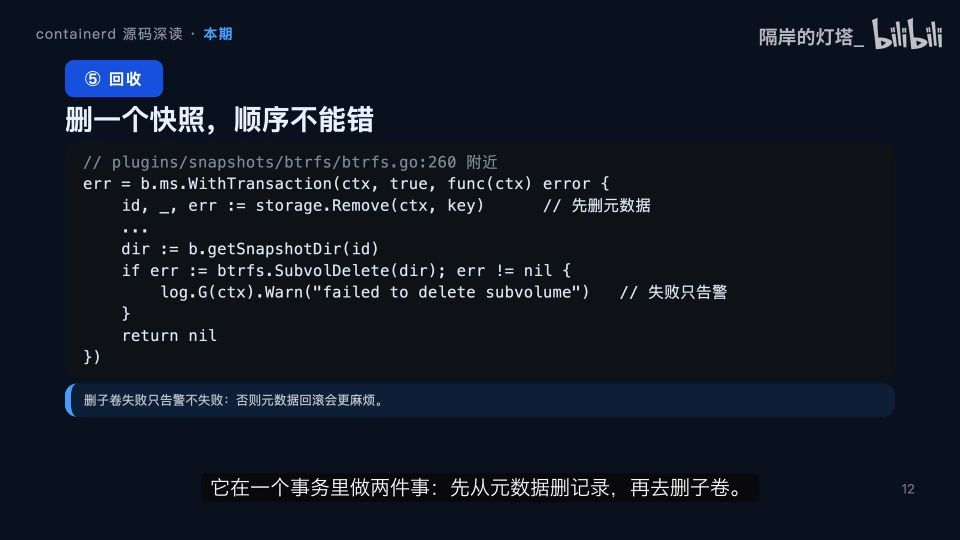 containerd 源码深读 · 本期
隔岸的灯塔_ bilibili
⑤ 回收
删一个快照，顺序不能错
// plugins/snapshots/btrfs/btrfs.go:260 附近
err = b.ms.WithTransaction(ctx, true, func(ctx) error {
    id, _, err := storage.Remove(ctx, key)      // 先删元数据
    ...
    dir := b.getSnapshotDir(id)
    if err := btrfs.SubvolDelete(dir); err != nil {
        log.G(ctx).Warn("failed to delete subvolume")   // 失败只告警
    }
    return nil
})
删子卷失败只告警不失败：否则元数据回滚会更麻烦。
它在一个事务里做两件事：先从元数据删记录，再去删子卷。
12